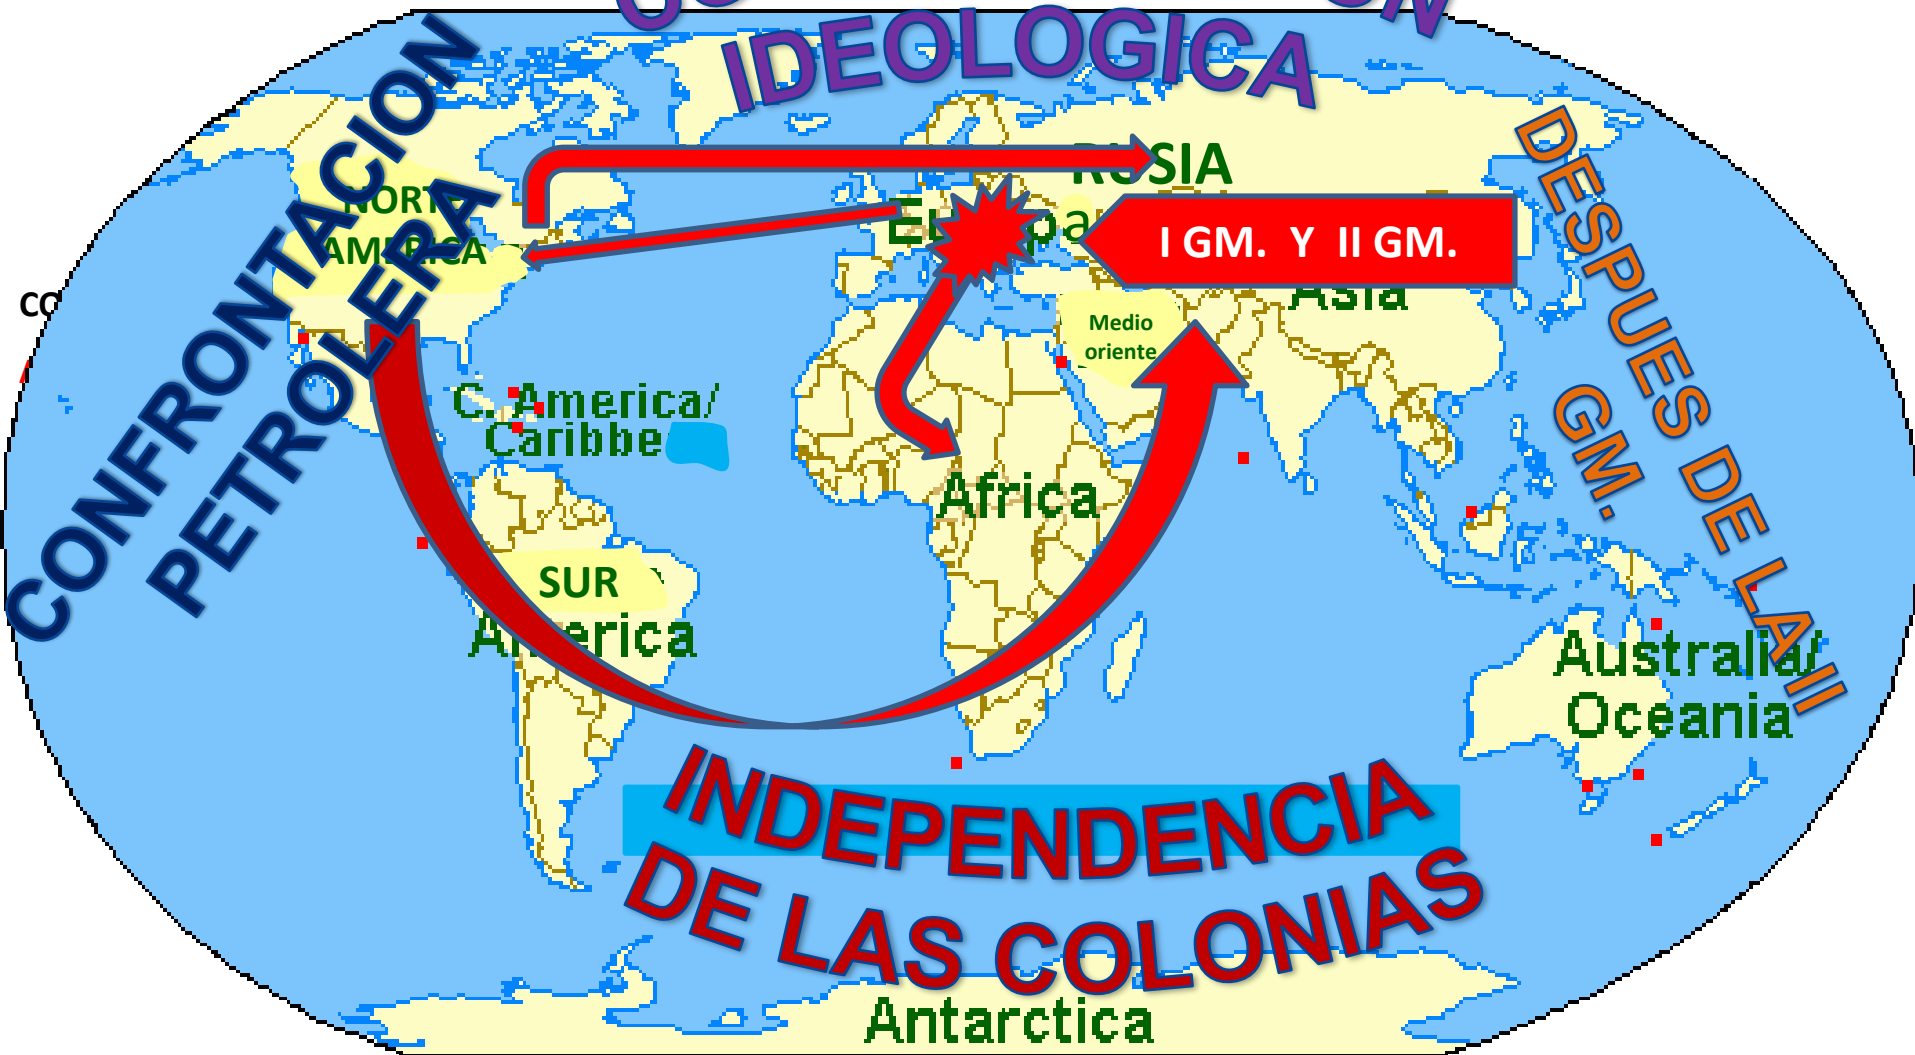 IDEOLOGICA
CONFRONTACION
PETROLERA
DESPUES DE LA II
GM.
RUSIA
NORTE
AMERICA
Europa
I GM. Y II GM.
Asia
Medio
oriente
C. America/
Caribbe
Africa
SUR
America
Australia/
Oceania
INDEPENDENCIA
DE LAS COLONIAS
Antarctica